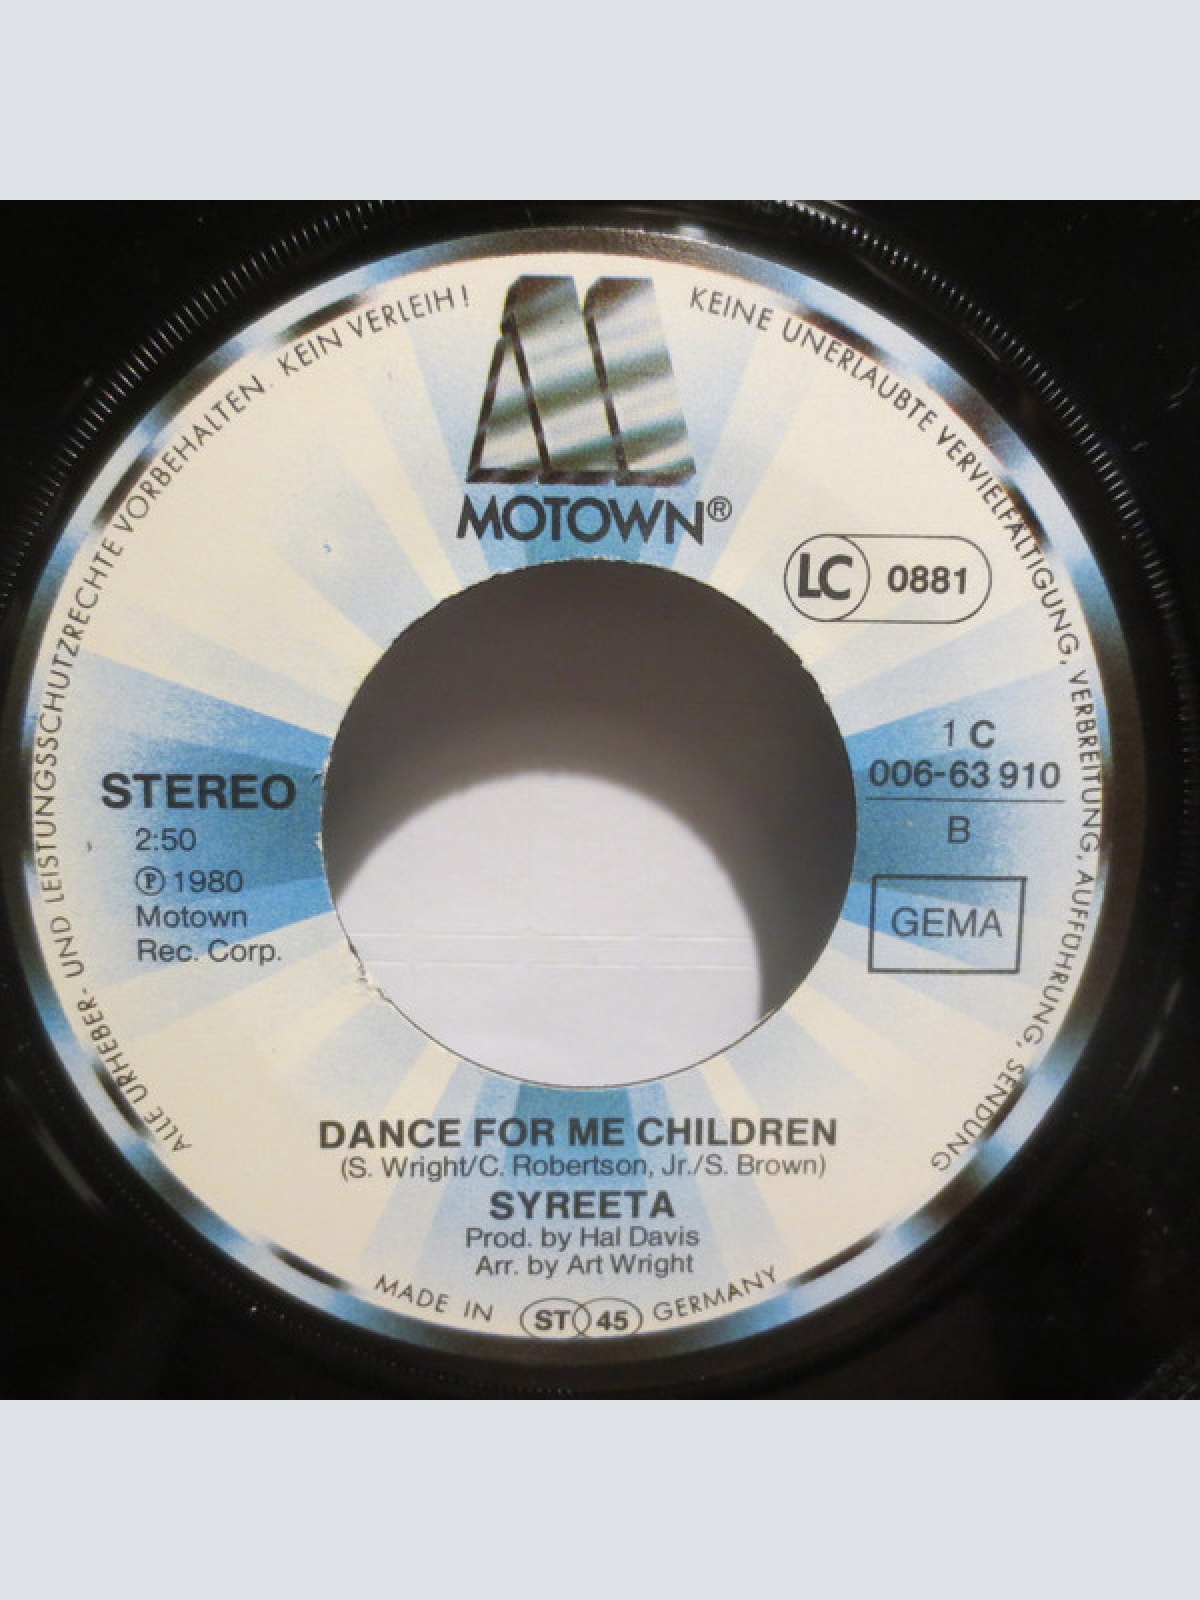 ALLE URHEBER- UND LEISTUNGSSCHUTZRECHTE VORBEHALTEN. KEIN VERLEIH!
KEINE UNERLAUBTE VERVIELFÄLTIGUNG, VERBREITUNG, AUFFÜHRUNG, SENDUNG
MOTOWN®
LC 0881
1 C
006-63 910
B
GEMA
STEREO
2:50
℗ 1980
Motown
Rec. Corp.
DANCE FOR ME CHILDREN
(S. Wright/C. Robertson, Jr./S. Brown)
SYREETA
Prod. by Hal Davis
Arr. by Art Wright
MADE IN ST 45 GERMANY